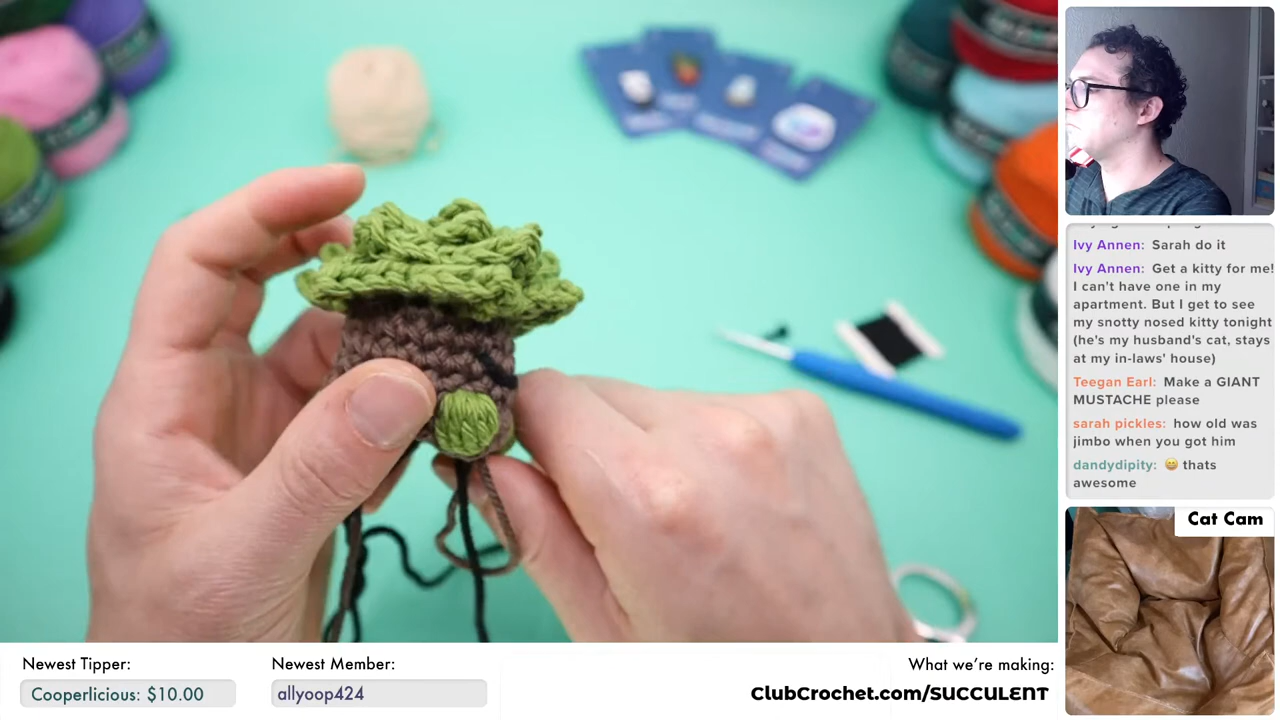 Ivy Annen: Sarah do it
Ivy Annen: Get a kitty for me!
I can't have one in my
apartment. But I get to see
my snotty nosed kitty tonight
(he's my husband's cat, stays
at my in-laws' house)
Teegan Earl: Make a GIANT
MUSTACHE please
sarah pickles: how old was
jimbo when you got him
dandydipity: 😀 thats
awesome
Cat Cam
Newest Tipper:
Cooperlicious: $10.00
Newest Member:
allyoop424
What we're making:
ClubCrochet.com/SUCCULENT